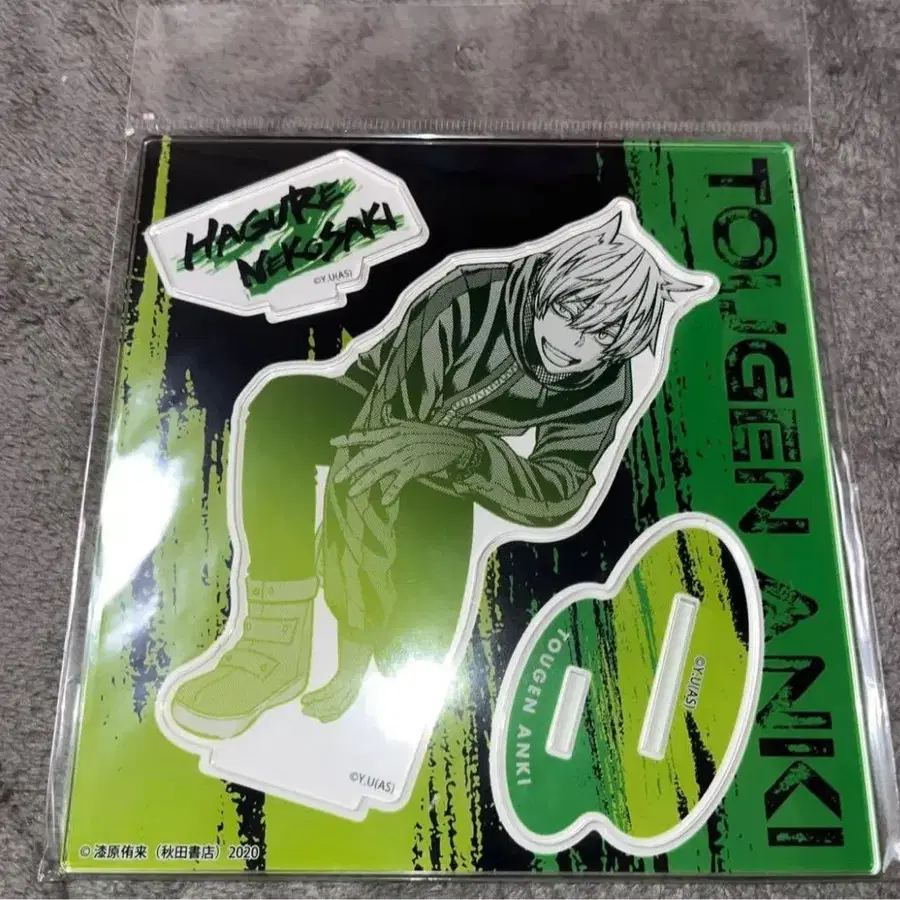 HAGURE
NEKOSAKI
©Y.U(AS)
TOUGEN ANKI
©Y.U(AS)
TOUGEN ANKI
©Y.U(AS)
© 漆原侑来（秋田書店）2020